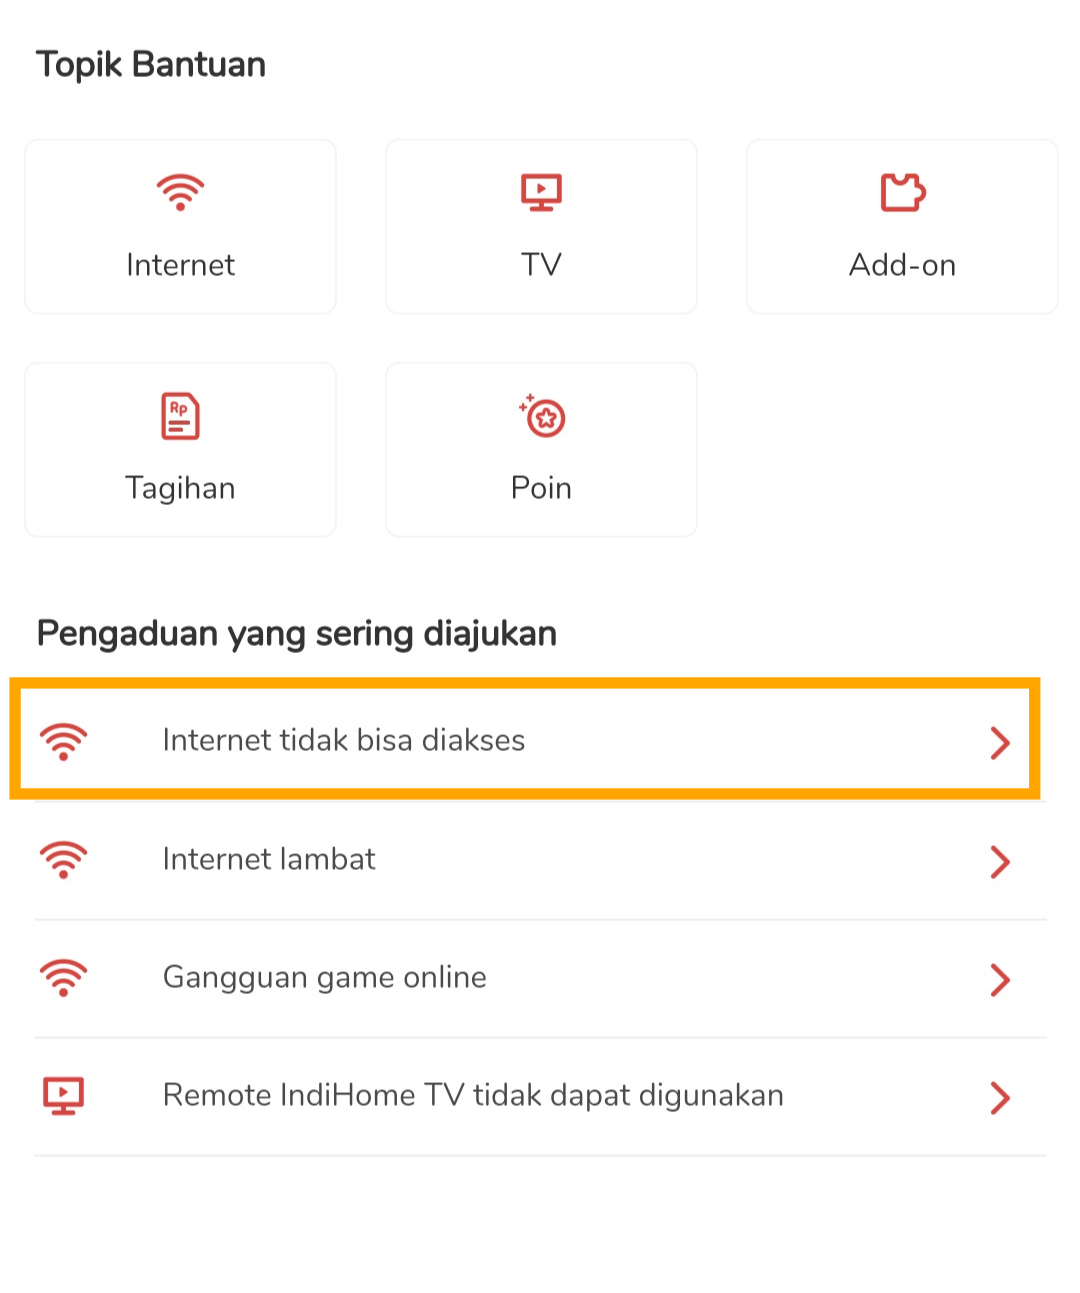 Topik Bantuan
Internet
TV
Add-on
Rp
Tagihan
Poin
Pengaduan yang sering diajukan
Internet tidak bisa diakses
Internet lambat
Gangguan game online
Remote IndiHome TV tidak dapat digunakan